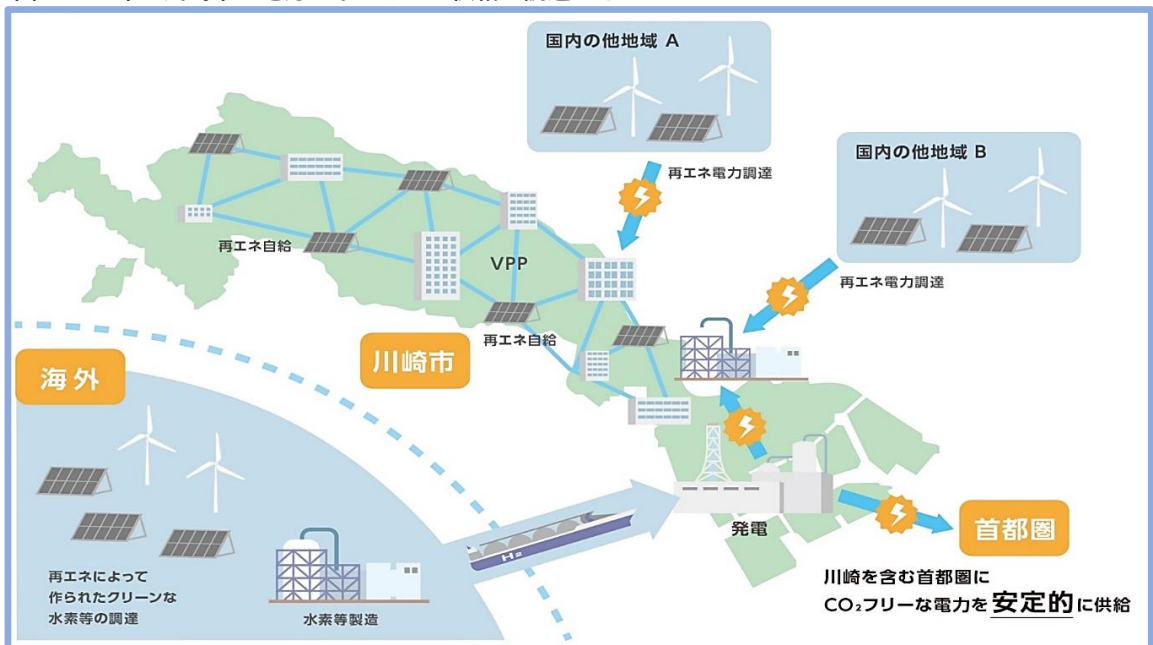 国内の他地域 A
再エネ電力調達
国内の他地域 B
再エネ電力調達
再エネ自給
VPP
再エネ自給
川崎市
海外
再エネによって
作られたクリーンな
水素等の調達
水素等製造
H₂
発電
首都圏
川崎を含む首都圏に
CO₂フリーな電力を 安定的 に供給